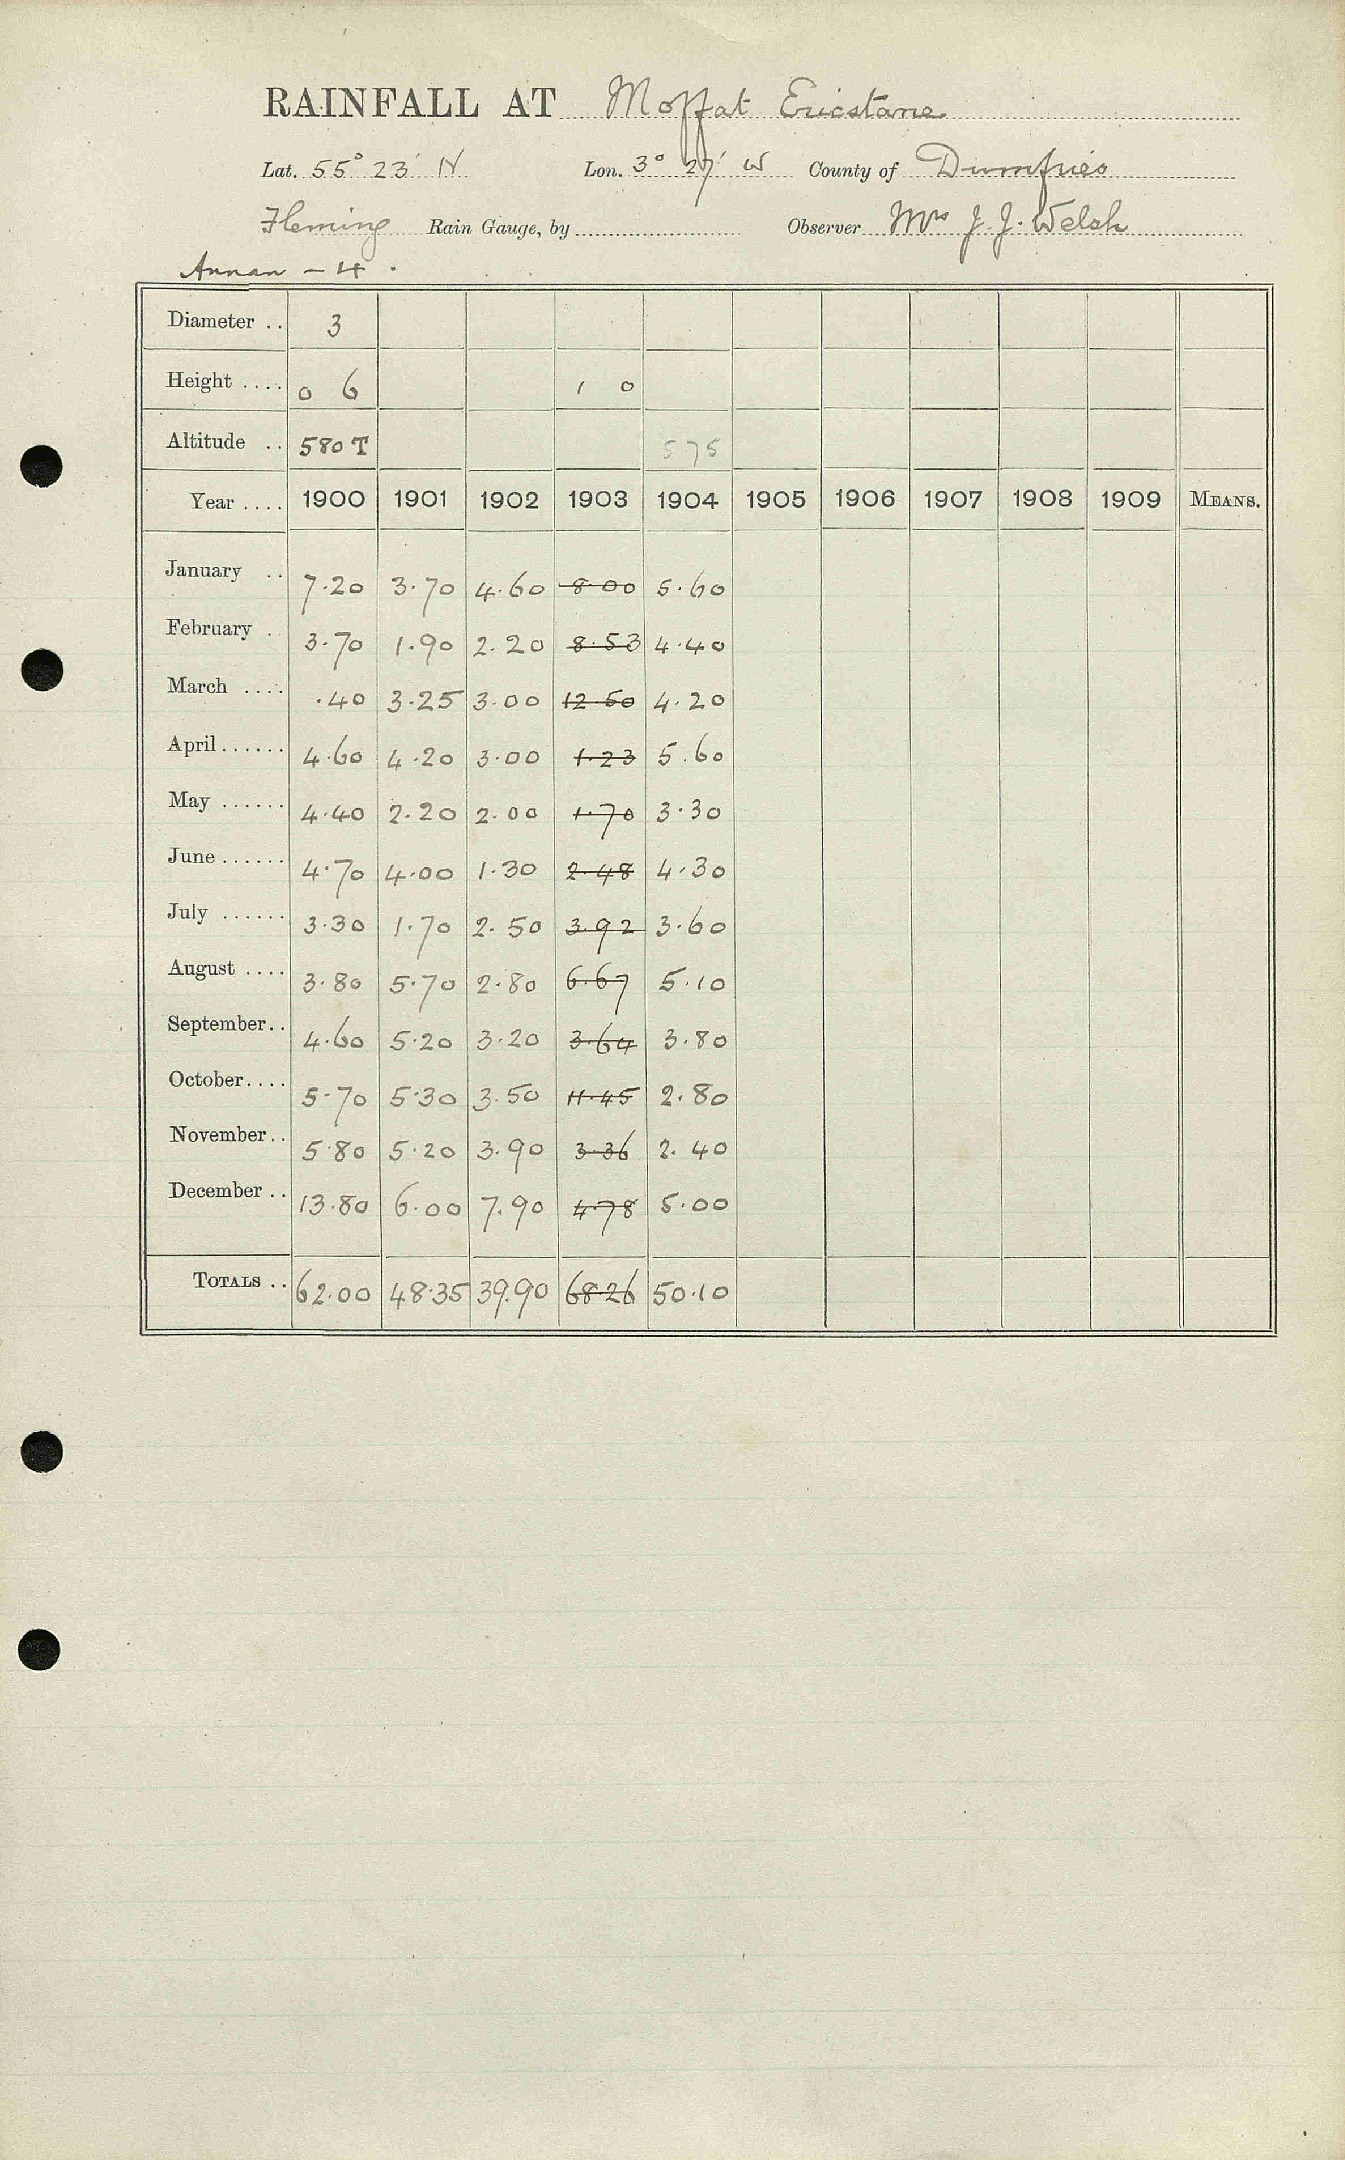 RAINFALL AT Moffat Ericstane
Lat. 55° 23' N Lon. 3° 27' W County of Dumfries
Fleming Rain Gauge, by Observer Mrs J. J. Welsh
Annan - 4.
Diameter .. 3
Height .... 0 6 1 0
Altitude .. 580 T 575
Year .... 1900 1901 1902 1903 1904 1905 1906 1907 1908 1909 MEANS.
January .. 7.20 3.70 4.60 8.00 5.60
February . 3.70 1.90 2.20 8.53 4.40
March .... .40 3.25 3.00 12.50 4.20
April...... 4.60 4.20 3.00 1.23 5.60
May ...... 4.40 2.20 2.00 1.70 3.30
June...... 4.70 4.00 1.30 2.48 4.30
July ...... 3.30 1.70 2.50 3.92 3.60
August .... 3.80 5.70 2.80 6.67 5.10
September.. 4.60 5.20 3.20 3.64 3.80
October.... 5.70 5.30 3.50 11.45 2.80
November.. 5.80 5.20 3.90 3.36 2.40
December .. 13.80 6.00 7.90 4.78 5.00
TOTALS .. 62.00 48.35 39.90 68.26 50.10